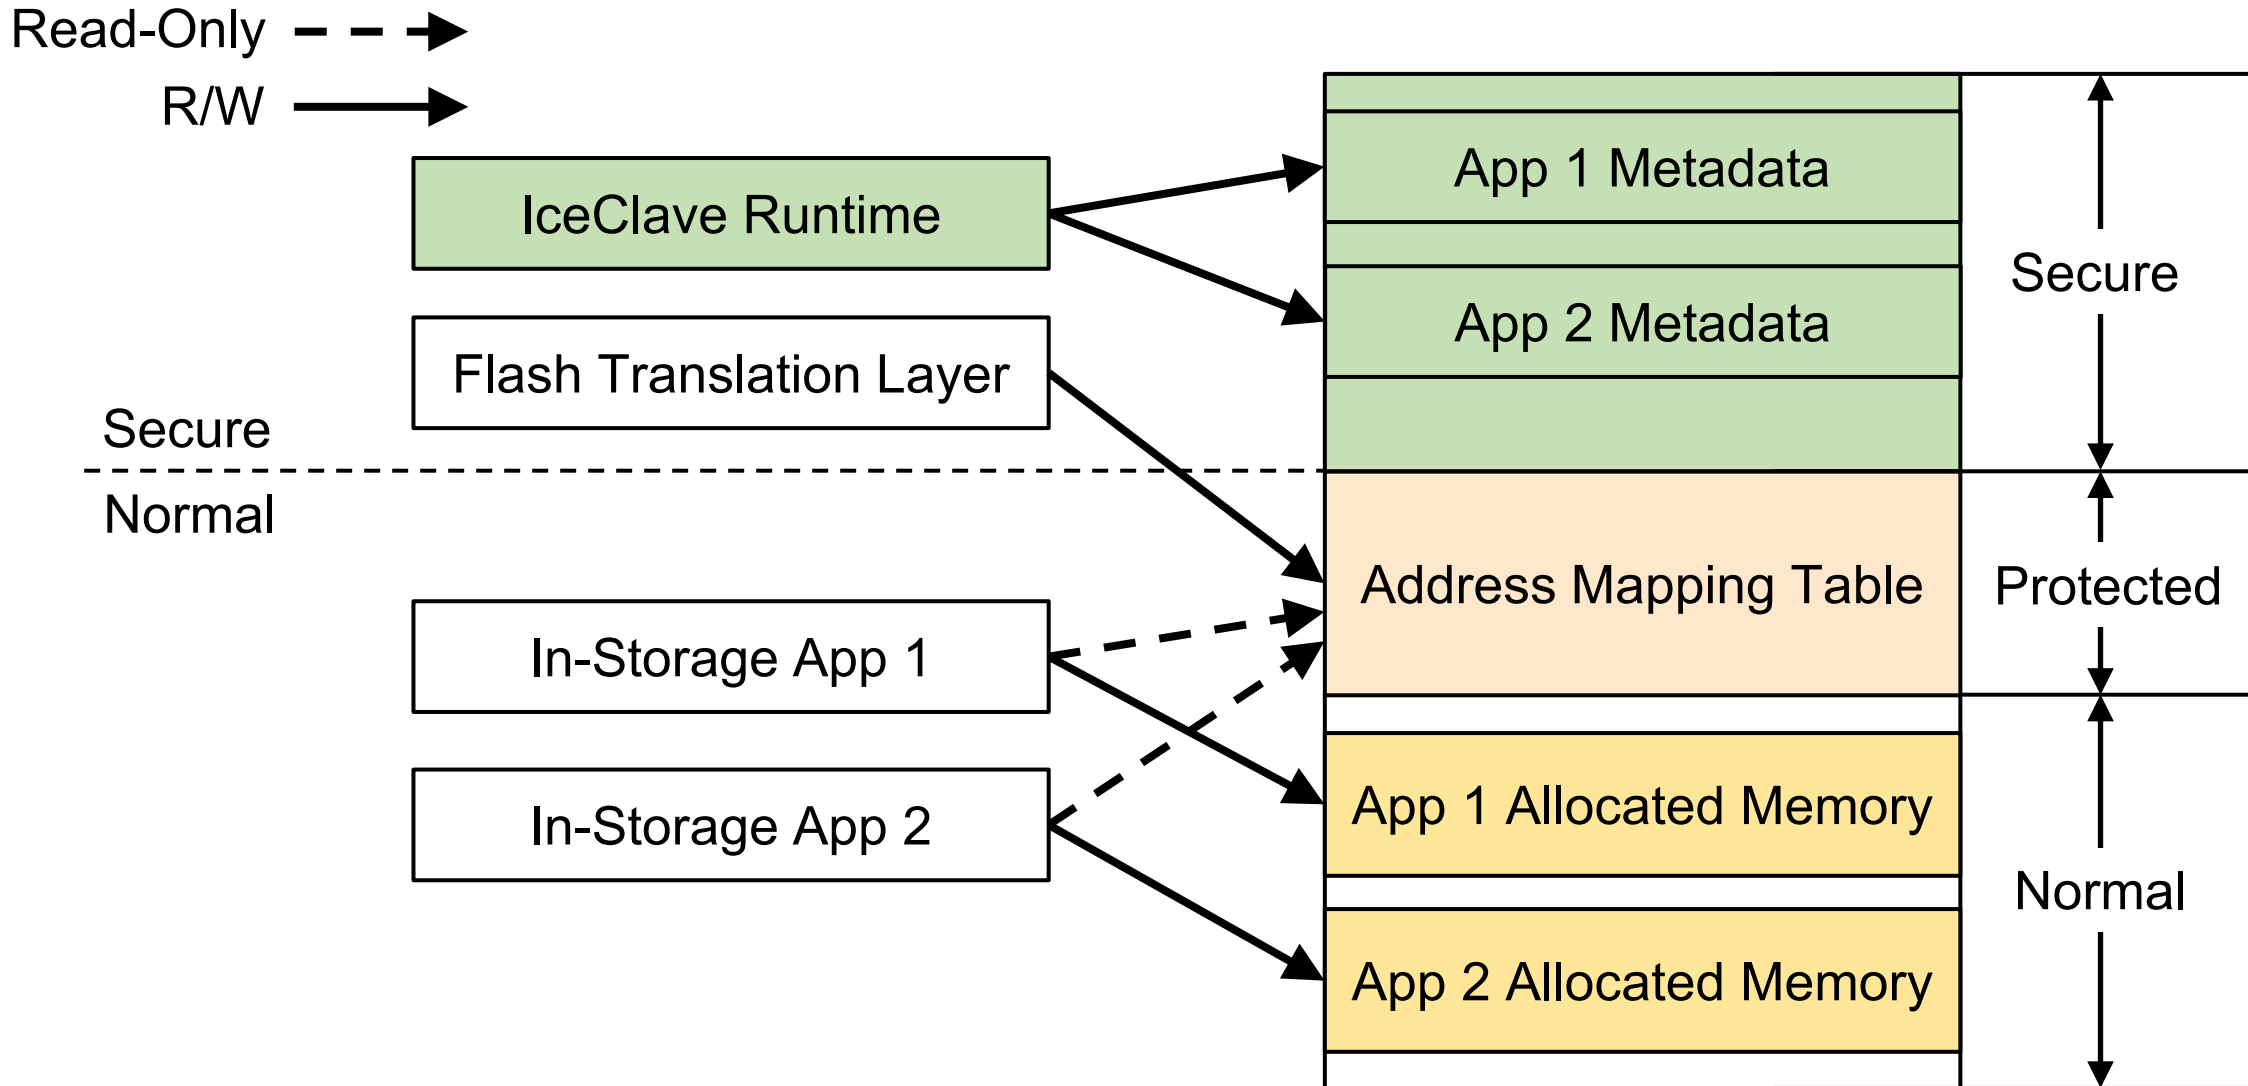 Read-Only
R/W
IceClave Runtime
Flash Translation Layer
Secure
Normal
In-Storage App 1
In-Storage App 2
App 1 Metadata
App 2 Metadata
Address Mapping Table
App 1 Allocated Memory
App 2 Allocated Memory
Secure
Protected
Normal